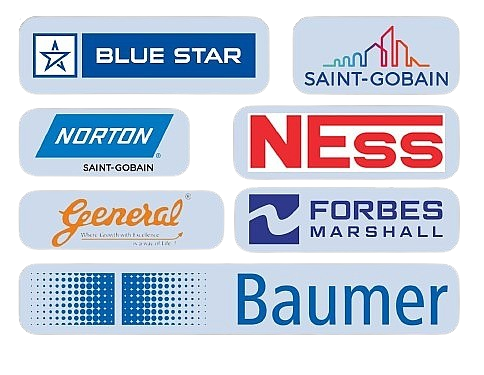 BLUE STAR
SAINT-GOBAIN
NORTON
®
SAINT-GOBAIN
NESS
General
®
Where Growth with Excellence
is a way of Life !
FORBES
MARSHALL
Baumer